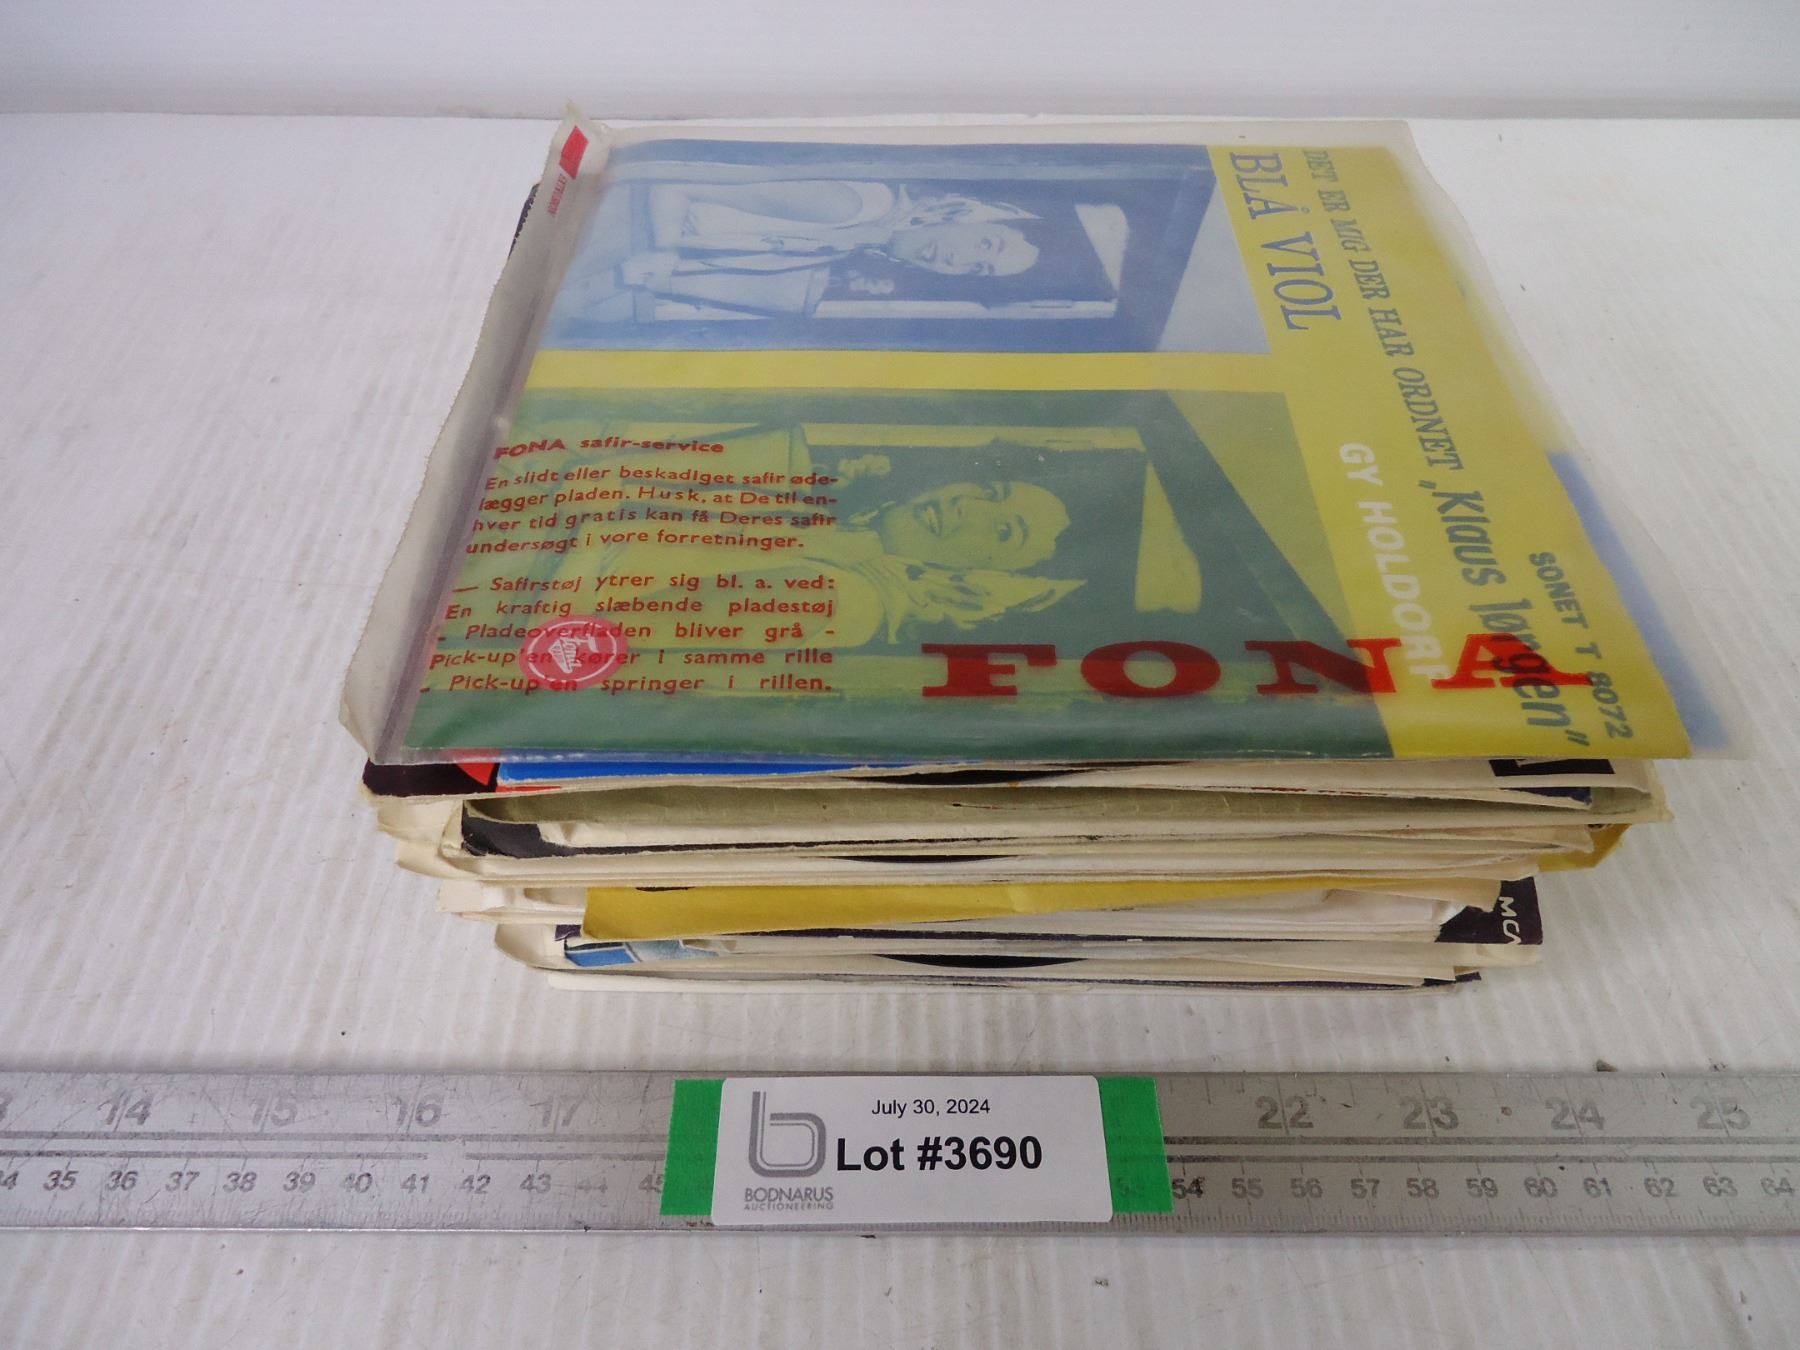 DET ER MIG DER HAR ORDNET „Klaus Jørgen”
BLÅ VIOL
GY HOLDORF
SONET T 8072
FONA safir-service
En slidt eller beskadiget safir øde-
lægger pladen. Husk, at De til en-
hver tid gratis kan få Deres safir
undersøgt i vore forretninger.
— Safirstøj ytrer sig bl. a. ved:
En kraftig slæbende pladestøj
- Pladeoverfladen bliver grå -
Pick-up'en kører i samme rille
- Pick-up'en springer i rillen.
FONA
MCA
14 15 16 17 22 23 24 25
35 36 37 38 39 40 41 42 43 44 45 53 54 55 56 57 58 59 60 61 62 63 64
July 30, 2024
Lot #3690
BODNARUS
AUCTIONEERING